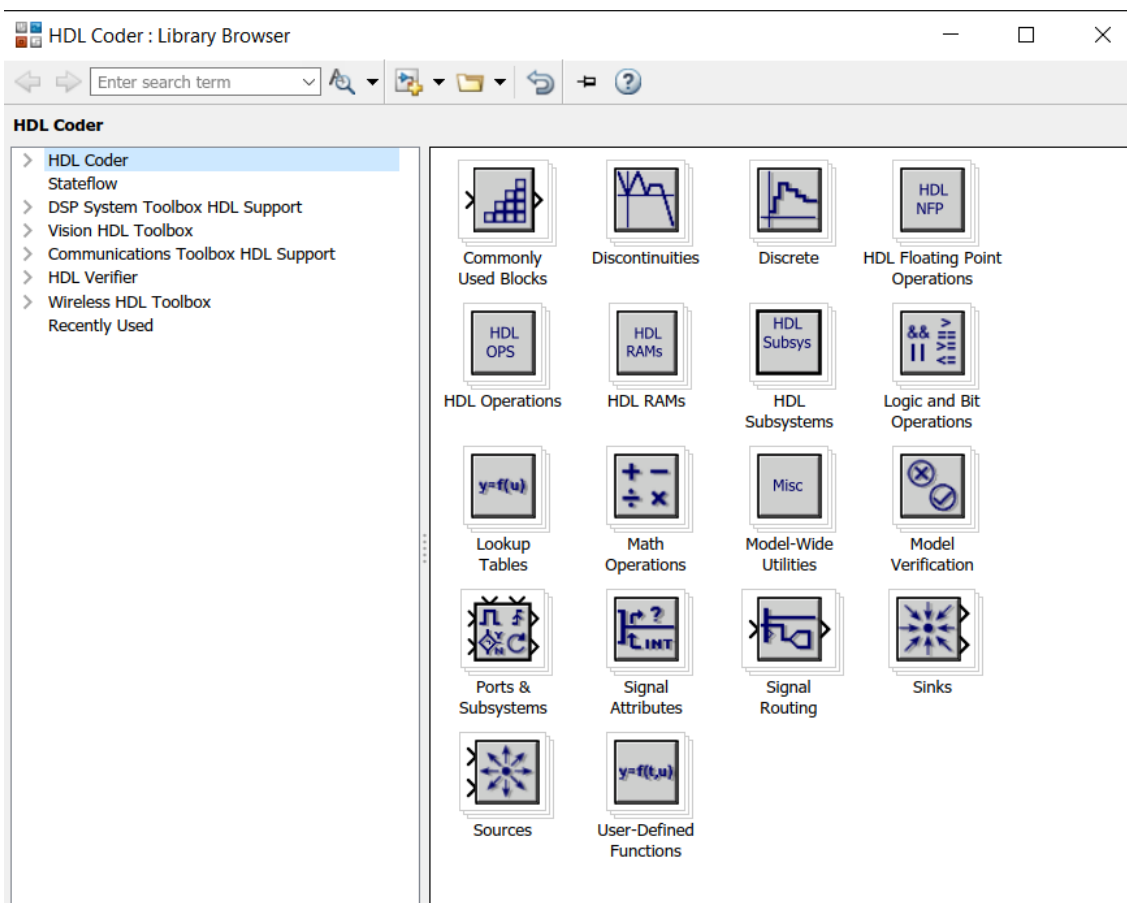 HDL Coder : Library Browser
Enter search term
HDL Coder
HDL Coder
Stateflow
DSP System Toolbox HDL Support
Vision HDL Toolbox
Communications Toolbox HDL Support
HDL Verifier
Wireless HDL Toolbox
Recently Used
Commonly
Used Blocks
Discontinuities
Discrete
HDL
NFP
HDL Floating Point
Operations
HDL
OPS
HDL Operations
HDL
RAMs
HDL RAMs
HDL
Subsys
HDL
Subsystems
&& > == >= <=
||
Logic and Bit
Operations
y=f(u)
Lookup
Tables
+ −
÷ ×
Math
Operations
Misc
Model-Wide
Utilities
Model
Verification
Y
N
Ports &
Subsystems
?
INT
Signal
Attributes
Signal
Routing
Sinks
Sources
y=f(t,u)
User-Defined
Functions